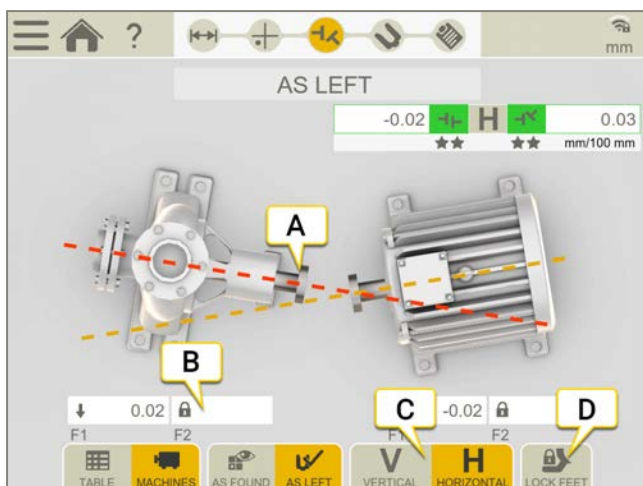 ?
mm
AS LEFT
-0.02 H 0.03
mm/100 mm
A
B
C
D
0.02
-0.02
F1 F2
F1 F2
TABLE MACHINES AS FOUND AS LEFT V VERTICAL H HORIZONTAL LOCK FEET